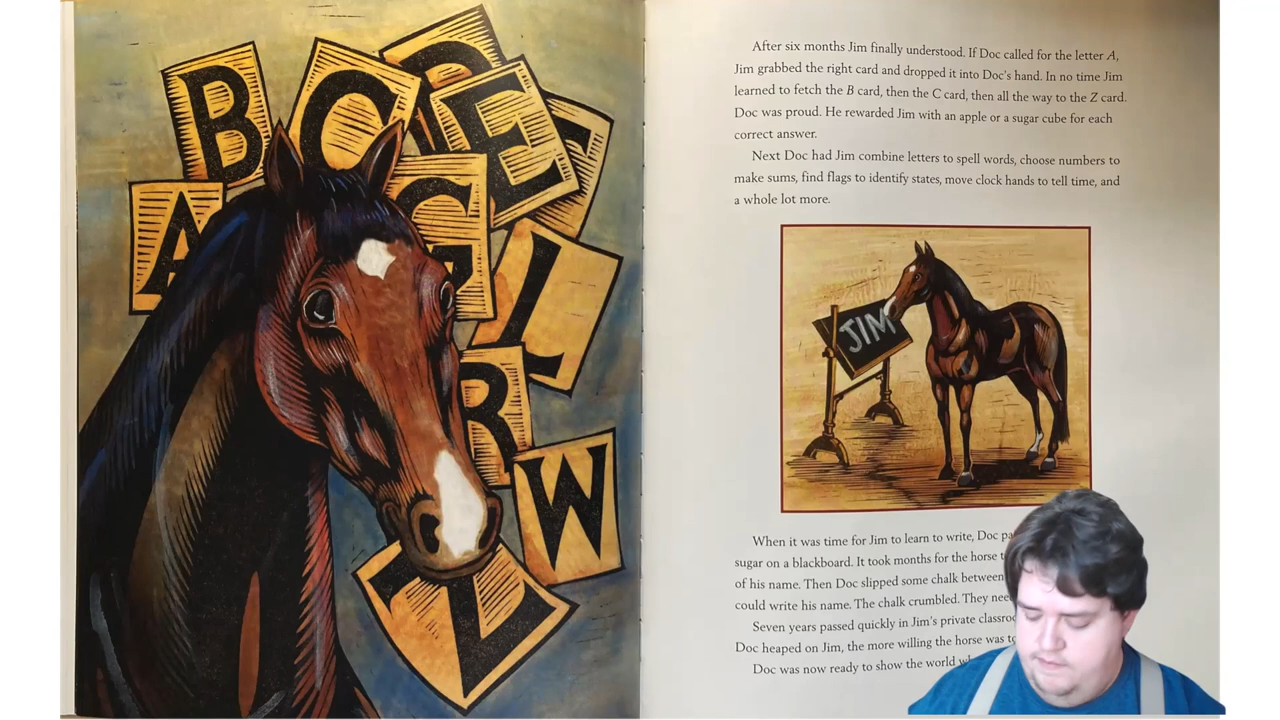 B
C
D
E
F
A
G
I
R
W
Z
After six months Jim finally understood. If Doc called for the letter A,
Jim grabbed the right card and dropped it into Doc's hand. In no time Jim
learned to fetch the B card, then the C card, then all the way to the Z card.
Doc was proud. He rewarded Jim with an apple or a sugar cube for each
correct answer.
Next Doc had Jim combine letters to spell words, choose numbers to
make sums, find flags to identify states, move clock hands to tell time, and
a whole lot more.
JIM
When it was time for Jim to learn to write, Doc
sugar on a blackboard. It took months for the horse
of his name. Then Doc slipped some chalk between
could write his name. The chalk crumbled. They
Seven years passed quickly in Jim's private
Doc heaped on Jim, the more willing the horse was
Doc was now ready to show the world